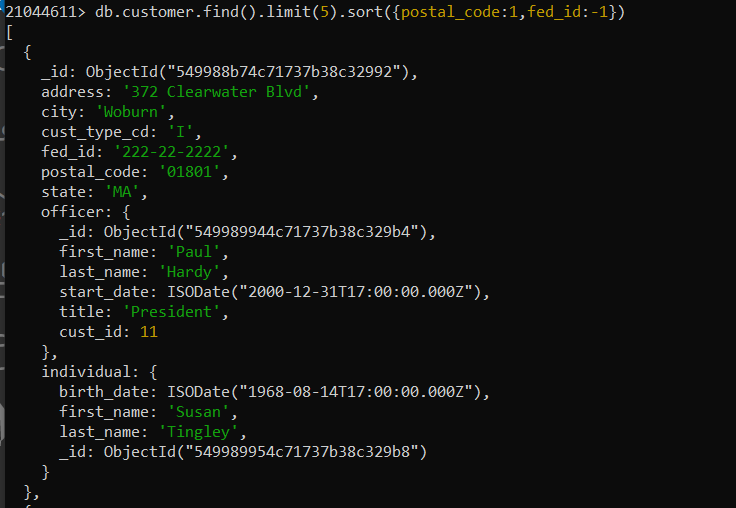 21044611> db.customer.find().limit(5).sort({postal_code:1,fed_id:-1})
[
  {
    _id: ObjectId("549988b74c71737b38c32992"),
    address: '372 Clearwater Blvd',
    city: 'Woburn',
    cust_type_cd: 'I',
    fed_id: '222-22-2222',
    postal_code: '01801',
    state: 'MA',
    officer: {
      _id: ObjectId("549989944c71737b38c329b4"),
      first_name: 'Paul',
      last_name: 'Hardy',
      start_date: ISODate("2000-12-31T17:00:00.000Z"),
      title: 'President',
      cust_id: 11
    },
    individual: {
      birth_date: ISODate("1968-08-14T17:00:00.000Z"),
      first_name: 'Susan',
      last_name: 'Tingley',
      _id: ObjectId("549989954c71737b38c329b8")
    }
  },